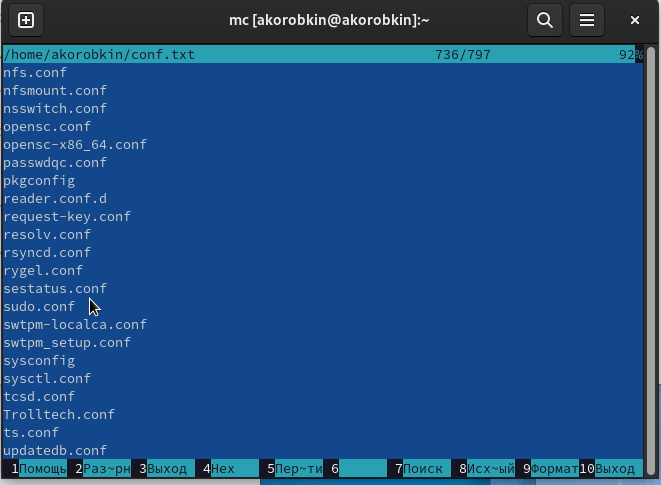 mc [akorobkin@akorobkin]:~
/home/akorobkin/conf.txt 736/797 92%
nfs.conf
nfsmount.conf
nsswitch.conf
opensc.conf
opensc-x86_64.conf
passwdqc.conf
pkgconfig
reader.conf.d
request-key.conf
resolv.conf
rsyncd.conf
rygel.conf
sestatus.conf
sudo.conf
swtpm-localca.conf
swtpm_setup.conf
sysconfig
sysctl.conf
tcsd.conf
Trolltech.conf
ts.conf
updatedb.conf
1Помощь 2Раз~рн 3Выход 4Hex 5Пер~ти 6 7Поиск 8Исх~ый 9Формат 10Выход